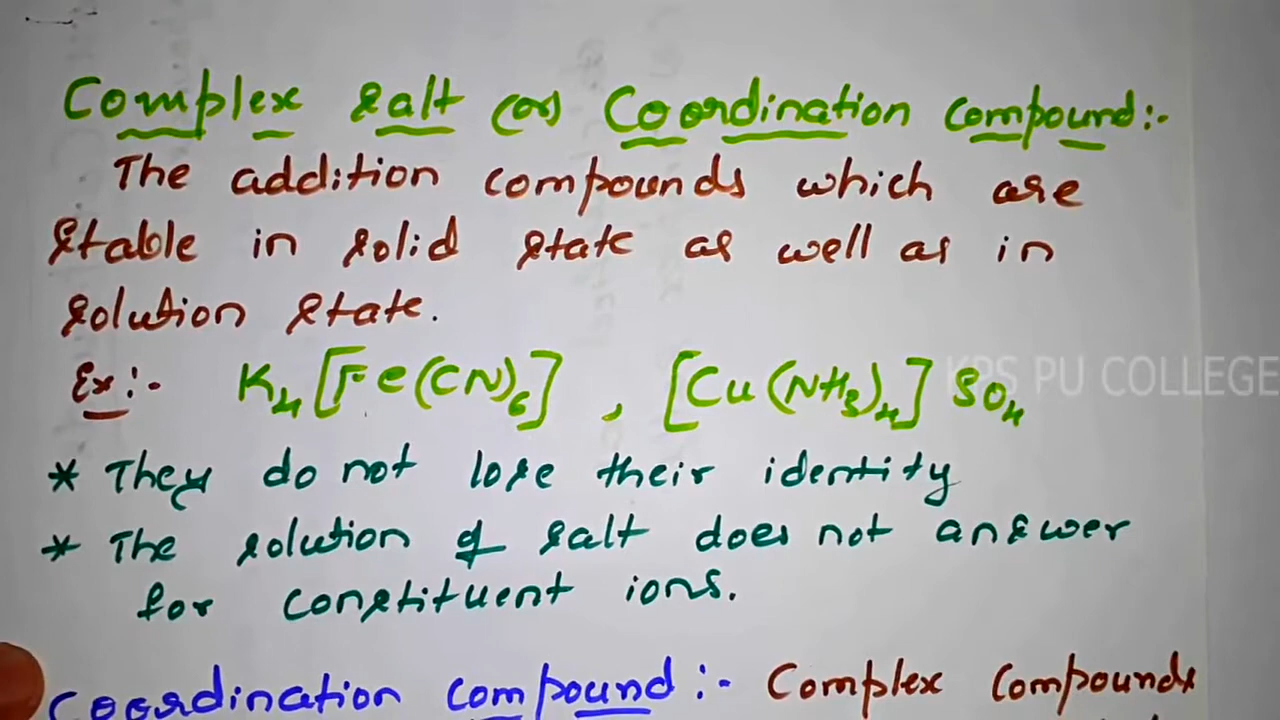 Complex salt (or) Coordination compound:-
The addition compounds which are
stable in solid state as well as in
solution state.
Ex:- K₄[Fe(CN)₆] , [Cu(NH₃)₄] SO₄
KPS PU COLLEGE
* They do not lose their identity
* The solution of salt does not answer
for constituent ions.
Coordination compound:- Complex compounds